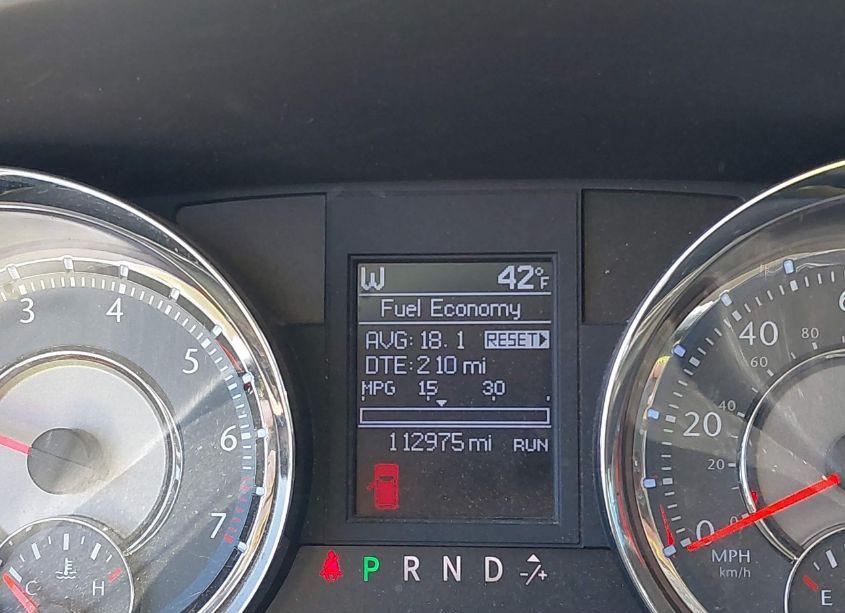 W 42°F
Fuel Economy
AVG: 18.1 RESET
DTE: 210 mi
MPG 15 30
112975 mi RUN
P R N D -/+
3
4
5
6
7
C H
40
20
0
80
60
40
20
0
MPH
km/h
E